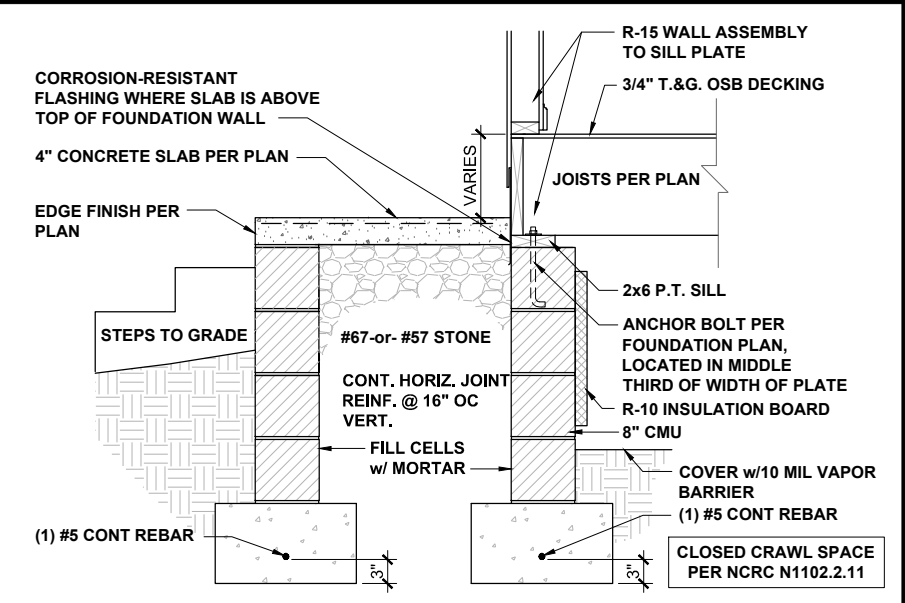 R-15 WALL ASSEMBLY
TO SILL PLATE
CORROSION-RESISTANT
FLASHING WHERE SLAB IS ABOVE
TOP OF FOUNDATION WALL
3/4" T.&G. OSB DECKING
4" CONCRETE SLAB PER PLAN
VARIES
JOISTS PER PLAN
EDGE FINISH PER
PLAN
2x6 P.T. SILL
STEPS TO GRADE
#67-or- #57 STONE
ANCHOR BOLT PER
FOUNDATION PLAN,
LOCATED IN MIDDLE
THIRD OF WIDTH OF PLATE
CONT. HORIZ. JOINT
REINF. @ 16" OC
VERT.
R-10 INSULATION BOARD
8" CMU
FILL CELLS
w/ MORTAR
COVER w/10 MIL VAPOR
BARRIER
(1) #5 CONT REBAR
(1) #5 CONT REBAR
3"
3"
CLOSED CRAWL SPACE
PER NCRC N1102.2.11